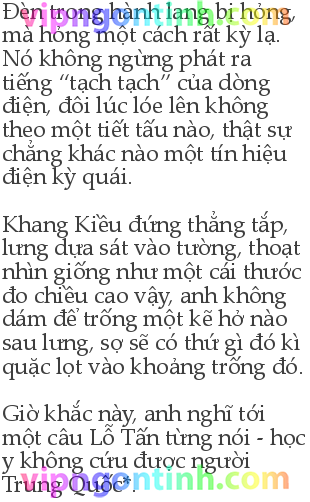 Đèn trong hành lang bị hỏng,
mà hỏng một cách rất kỳ lạ.
Nó không ngừng phát ra
tiếng “tạch tạch” của dòng
điện, đôi lúc lóe lên không
theo một tiết tấu nào, thật sự
chẳng khác nào một tín hiệu
điện kỳ quái.
Khang Kiều đứng thẳng tắp,
lưng dựa sát vào tường, thoạt
nhìn giống như một cái thước
đo chiều cao vậy, anh không
dám để trống một kẽ hở nào
sau lưng, sợ sẽ có thứ gì đó kì
quặc lọt vào khoảng trống đó.
Giờ khắc này, anh nghĩ tới
một câu Lỗ Tấn từng nói - học
y không cứu được người
Trung Quốc*.
vipngontinh.com
vipngontinh.com